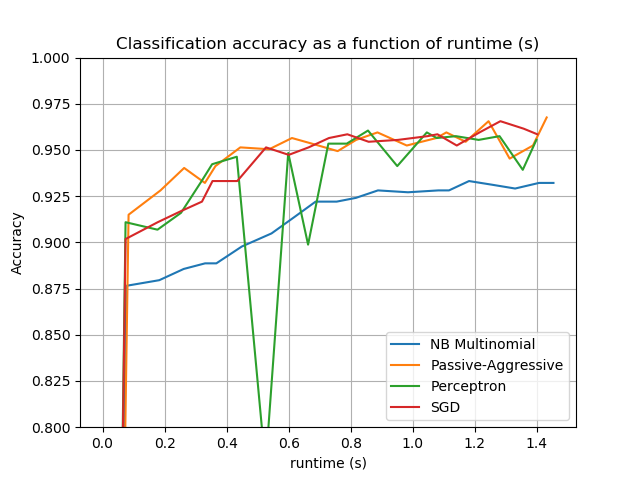 Classification accuracy as a function of runtime (s)
1.000
0.975
0.950
0.925
0.900
0.875
0.850
0.825
0.800
Accuracy
NB Multinomial
Passive-Aggressive
Perceptron
SGD
0.0 0.2 0.4 0.6 0.8 1.0 1.2 1.4
runtime (s)